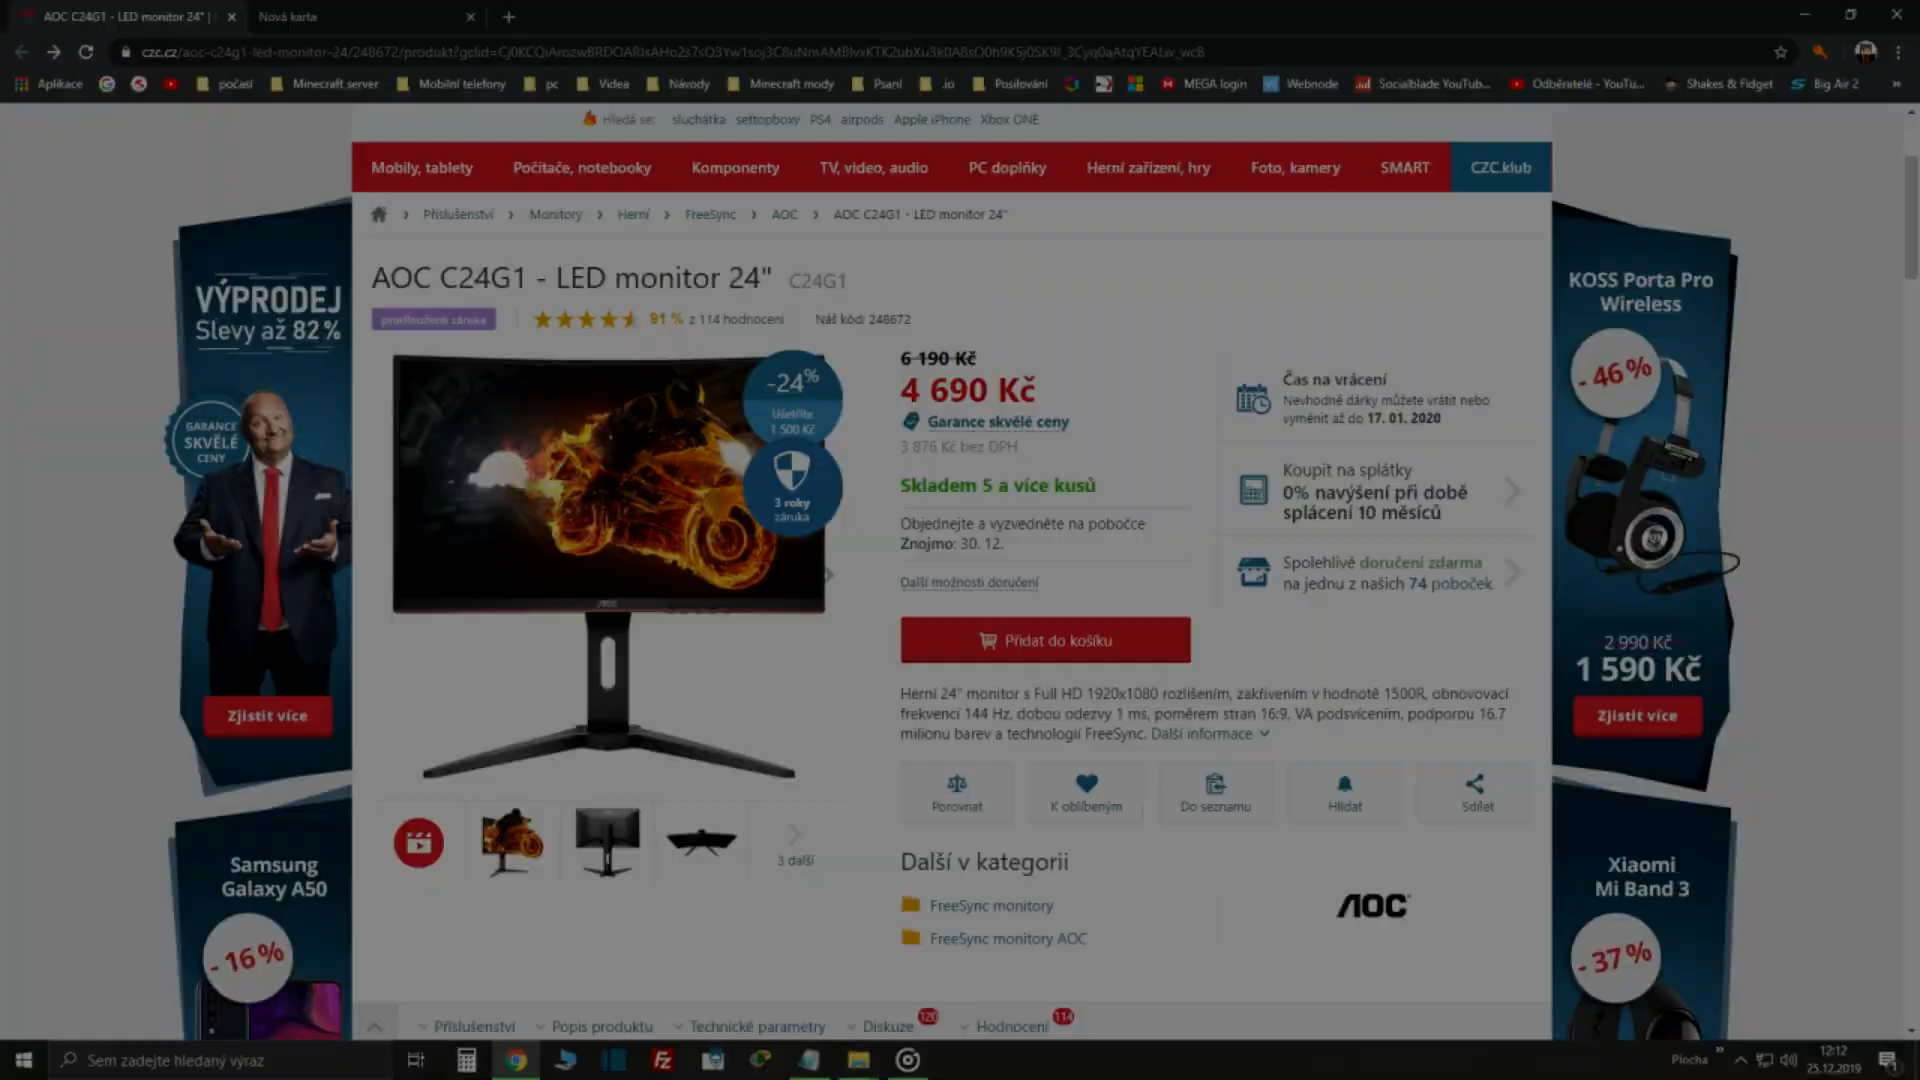 AOC C24G1 - LED monitor 24" |
Nová karta
Aplikace
počasí
Minecraft server
Mobilní telefony
pc
Videa
Návody
Minecraft mody
Psaní
.io
Posilování
MEGA login
Webnode
Socialblade YouTub...
Odběratelé - YouTu...
Shakes & Fidget
Big Air 2
»
Hledá se: sluchátka settopboxy PS4 airpods Apple iPhone Xbox ONE
Mobily, tablety
Počítače, notebooky
Komponenty
TV, video, audio
PC doplňky
Herní zařízení, hry
Foto, kamery
SMART
CZC.klub
Příslušenství › Monitory › Herní › FreeSync › AOC › AOC C24G1 - LED monitor 24"
AOC C24G1 - LED monitor 24" C24G1
prodloužená záruka
91 % z 114 hodnocení
Náš kód: 248672
-24%
Ušetříte
1 500 Kč
3 roky
záruka
AOC
3 další
6 190 Kč
4 690 Kč
Garance skvělé ceny
3 876 Kč bez DPH
Skladem 5 a více kusů
Objednejte a vyzvedněte na pobočce
Znojmo: 30. 12.
Další možnosti doručení
Přidat do košíku
Čas na vrácení
Nevhodné dárky můžete vrátit nebo
vyměnit až do 17. 01. 2020
Koupit na splátky
0% navýšení při době
splácení 10 měsíců
Spolehlivé doručení zdarma
na jednu z našich 74 poboček
Herní 24" monitor s Full HD 1920x1080 rozlišením, zakřivením v hodnotě 1500R, obnovovací
frekvencí 144 Hz, dobou odezvy 1 ms, poměrem stran 16:9, VA podsvícením, podporou 16.7
milionu barev a technologií FreeSync. Další informace
Porovnat
K oblíbeným
Do seznamu
Hlídat
Sdílet
Další v kategorii
FreeSync monitory
FreeSync monitory AOC
AOC
Příslušenství
Popis produktu
Technické parametry
Diskuze 120
Hodnocení 114
VÝPRODEJ
Slevy až 82 %
GARANCE
SKVĚLÉ
CENY
Zjistit více
Samsung
Galaxy A50
- 16 %
KOSS Porta Pro
Wireless
- 46 %
2 990 Kč
1 590 Kč
Zjistit více
Xiaomi
Mi Band 3
- 37 %
Sem zadejte hledaný výraz
Plocha
»
12:12
25.12.2019